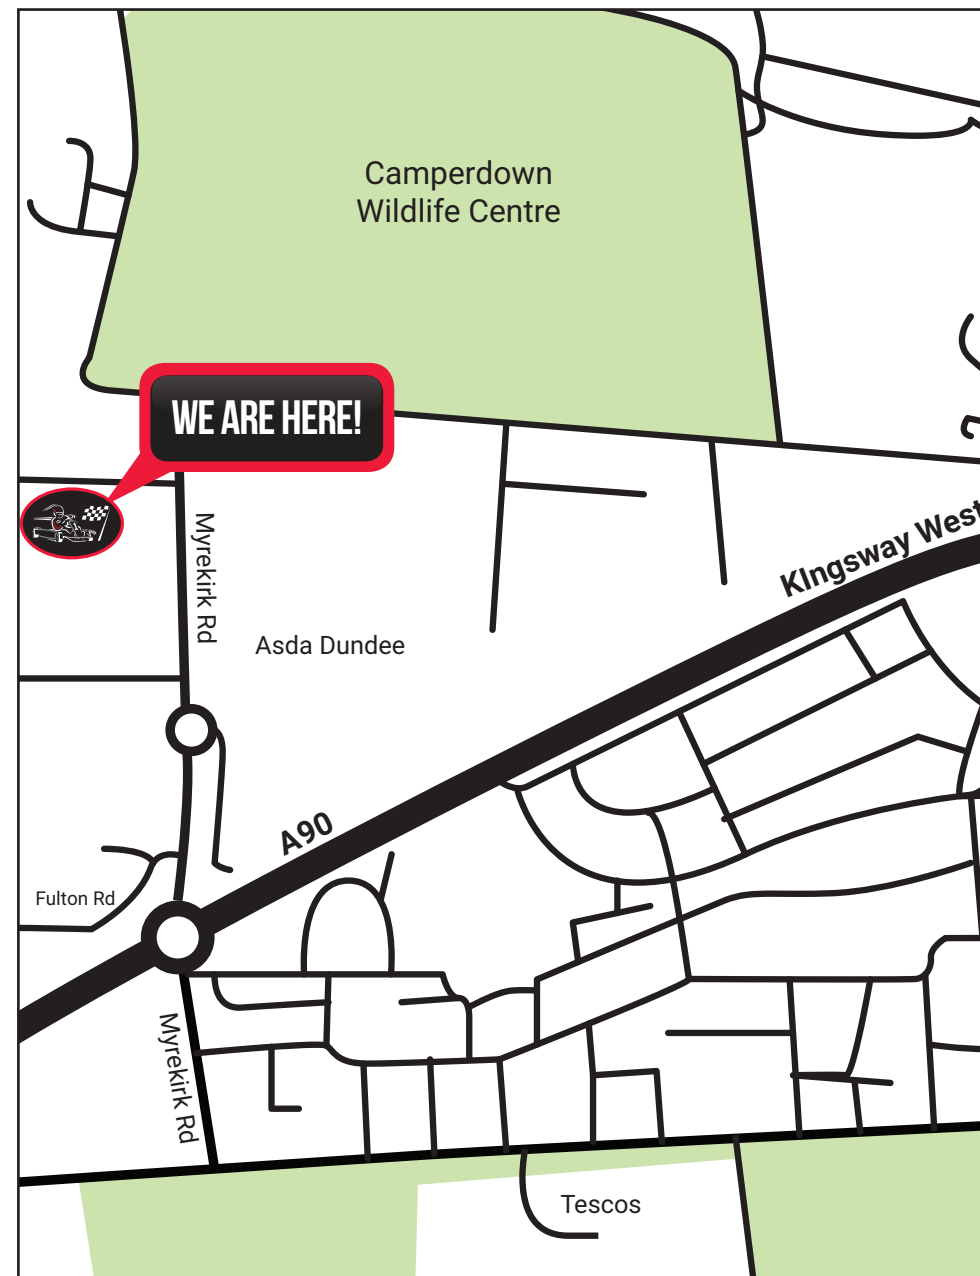 Camperdown
Wildlife Centre
WE ARE HERE!
Myrekirk Rd
KIngsway West
Asda Dundee
A90
Fulton Rd
Myrekirk Rd
Tescos